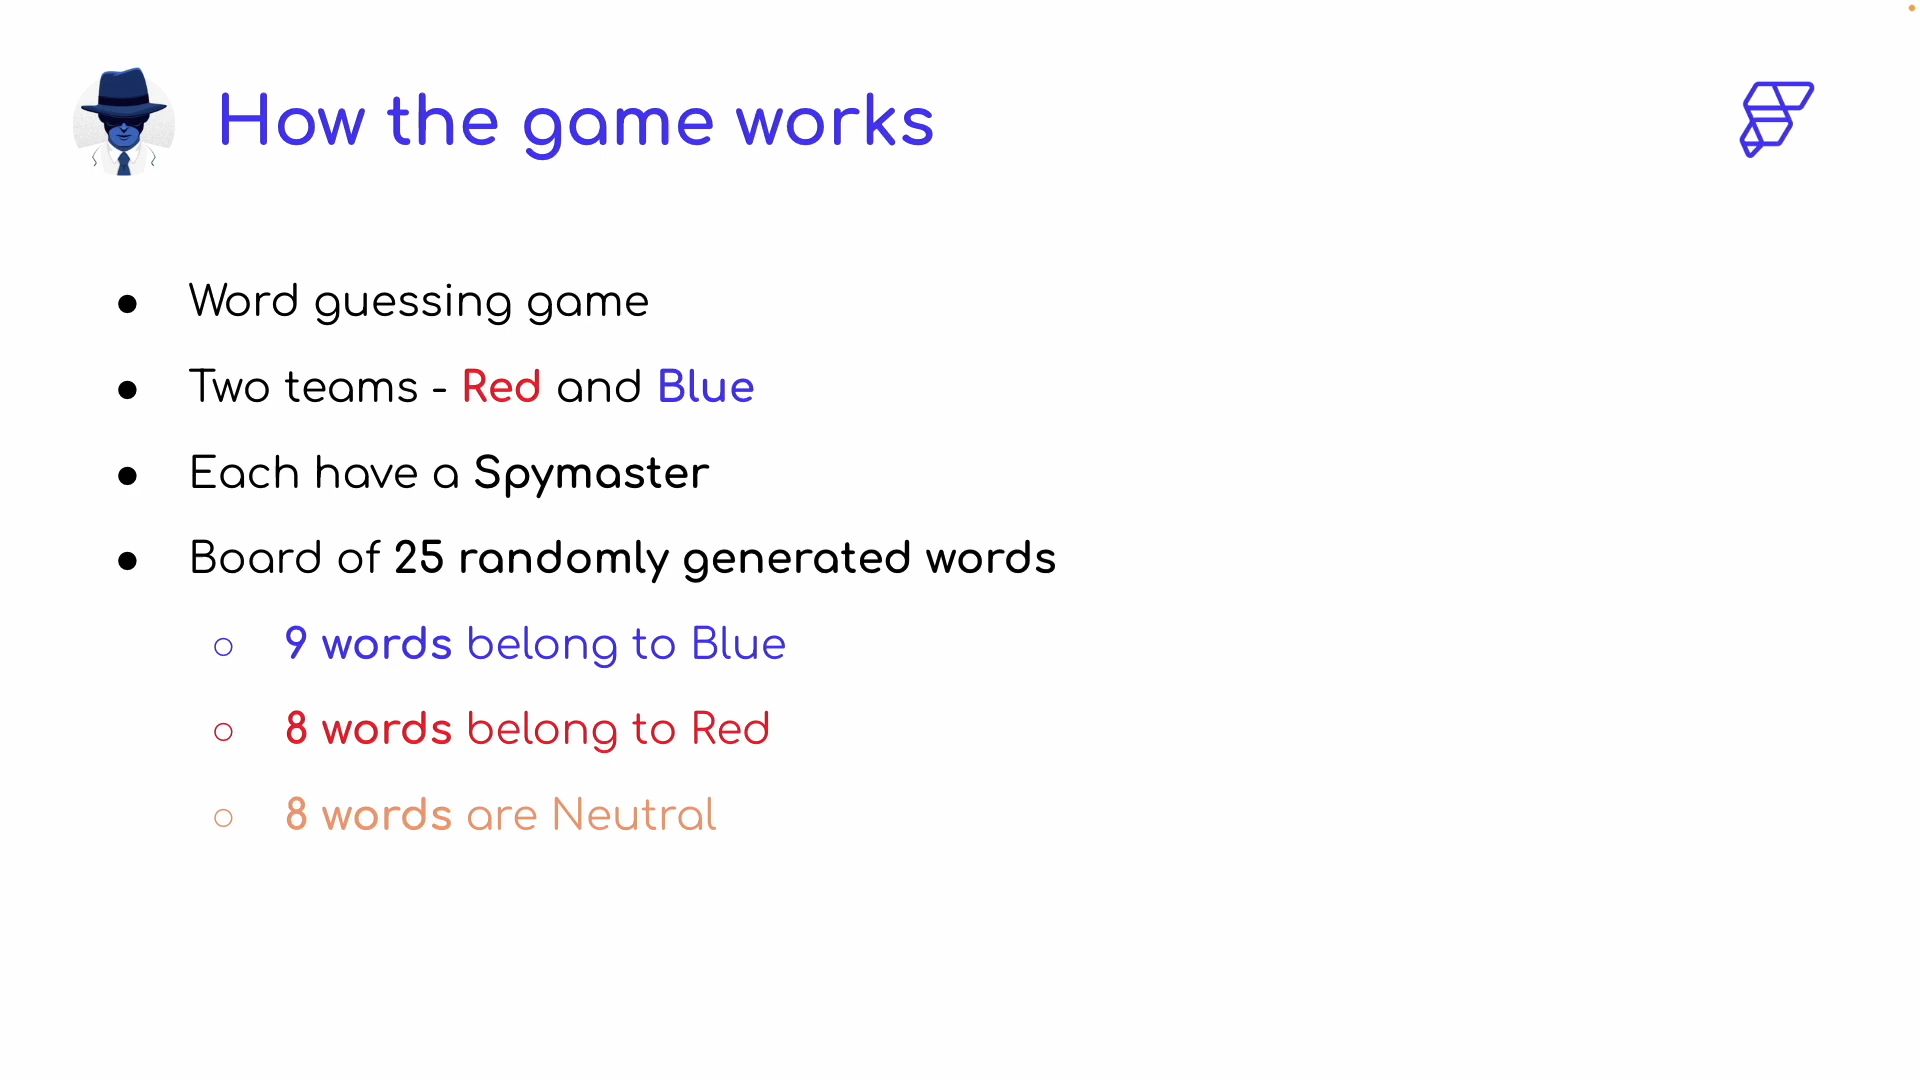 How the game works
● Word guessing game
● Two teams - Red and Blue
● Each have a Spymaster
● Board of 25 randomly generated words
○ 9 words belong to Blue
○ 8 words belong to Red
○ 8 words are Neutral